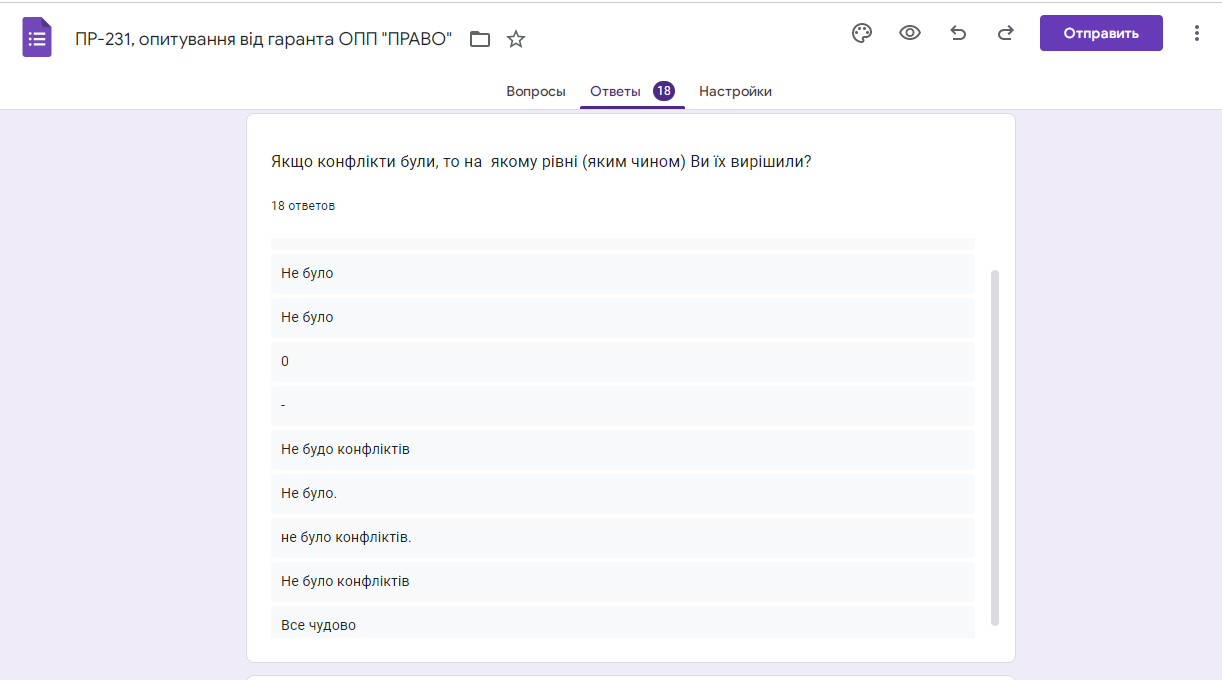 ПР-231, опитування від гаранта ОПП "ПРАВО"
Отправить
Вопросы
Ответы 18
Настройки
Якщо конфлікти були, то на якому рівні (яким чином) Ви їх вирішили?
18 ответов
Не було
Не було
0
-
Не будо конфліктів
Не було.
не було конфліктів.
Не було конфліктів
Все чудово